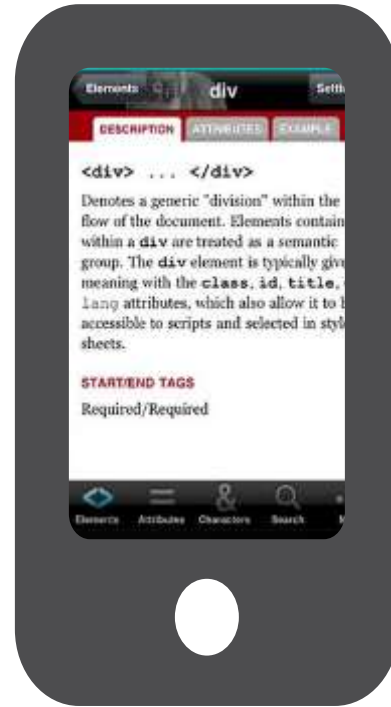 Elements div Setti
DESCRIPTION ATTRIBUTES EXAMPLE
<div> ... </div>
Denotes a generic "division" within the
flow of the document. Elements contain
within a div are treated as a semantic
group. The div element is typically give
meaning with the class, id, title,
lang attributes, which also allow it to b
accessible to scripts and selected in style
sheets.
START/END TAGS
Required/Required
Elements Attributes Characters Search